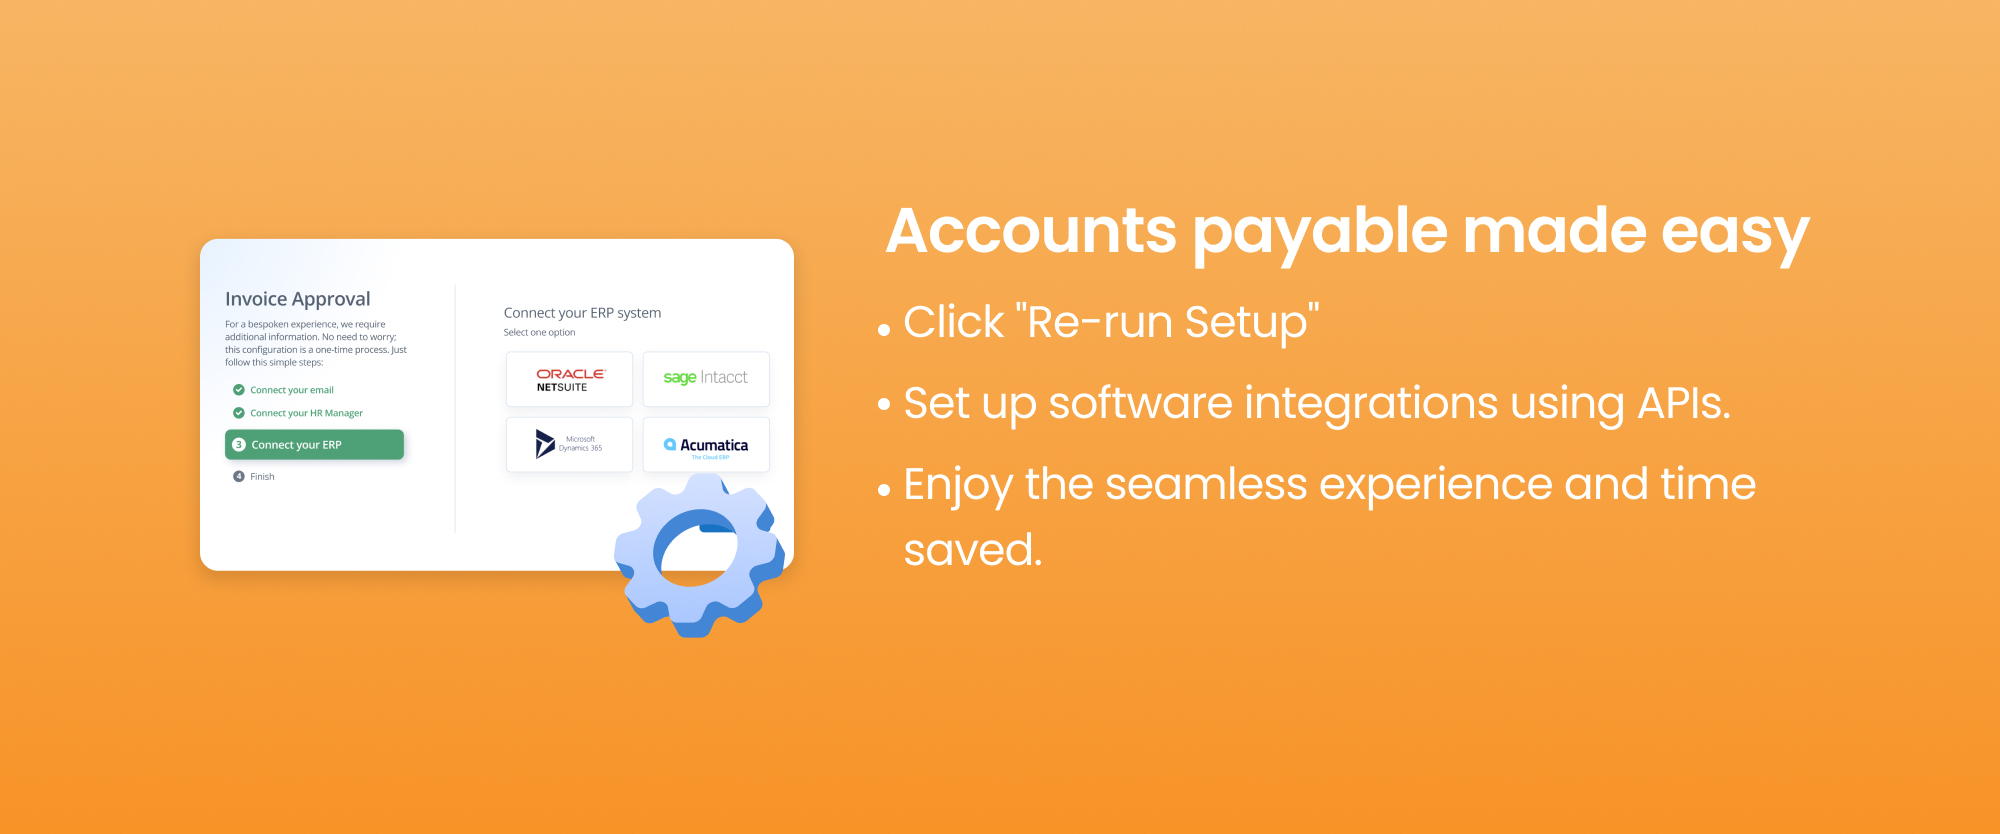 Invoice Approval
For a bespoken experience, we require
additional information. No need to worry;
this configuration is a one-time process. Just
follow this simple steps:
Connect your email
Connect your HR Manager
3 Connect your ERP
4 Finish
Connect your ERP system
Select one option
ORACLE
NETSUITE
sage Intacct
Microsoft
Dynamics 365
Acumatica
The Cloud ERP
Accounts payable made easy
• Click "Re-run Setup"
• Set up software integrations using APIs.
• Enjoy the seamless experience and time
saved.